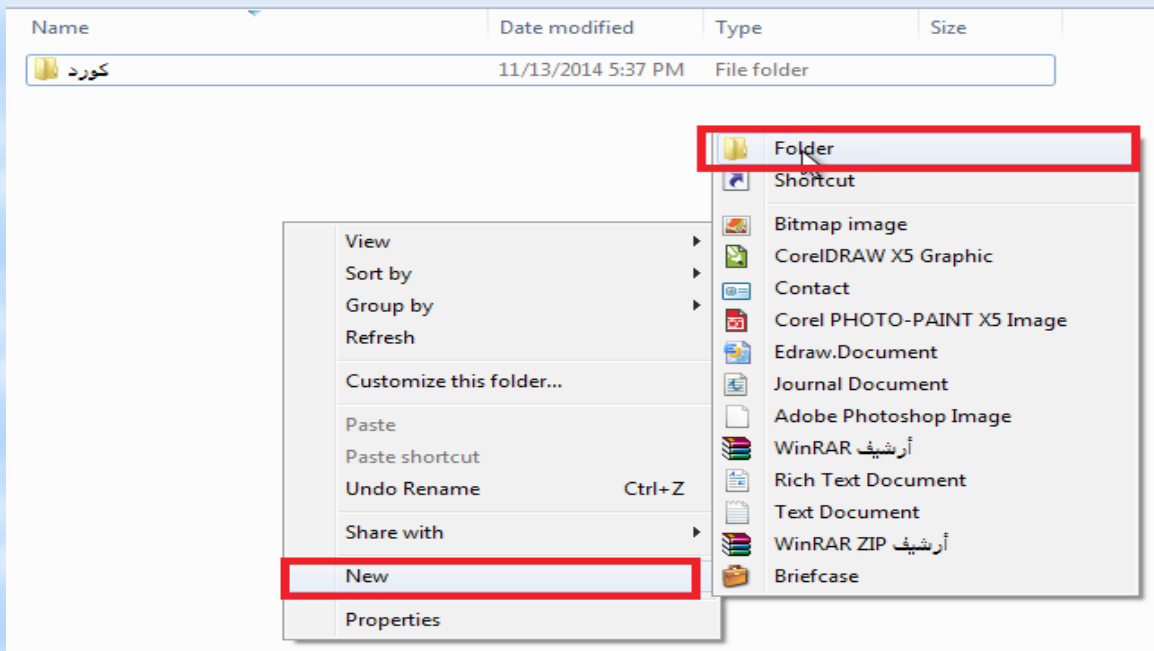 Name Date modified Type Size
كورد 11/13/2014 5:37 PM File folder
Folder
Shortcut
Bitmap image
CorelDRAW X5 Graphic
Contact
Corel PHOTO-PAINT X5 Image
Edraw.Document
Journal Document
Adobe Photoshop Image
أرشيف WinRAR
Rich Text Document
Text Document
أرشيف WinRAR ZIP
Briefcase
View
Sort by
Group by
Refresh
Customize this folder...
Paste
Paste shortcut
Undo Rename Ctrl+Z
Share with
New
Properties